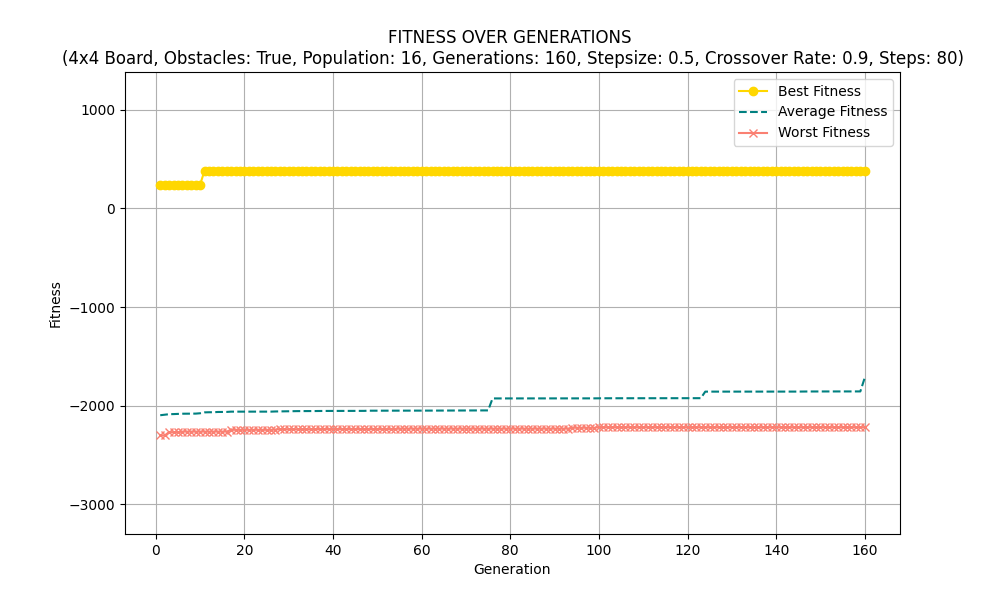 FITNESS OVER GENERATIONS
(4x4 Board, Obstacles: True, Population: 16, Generations: 160, Stepsize: 0.5, Crossover Rate: 0.9, Steps: 80)
Best Fitness
Average Fitness
Worst Fitness
Fitness
1000
0
−1000
−2000
−3000
0 20 40 60 80 100 120 140 160
Generation